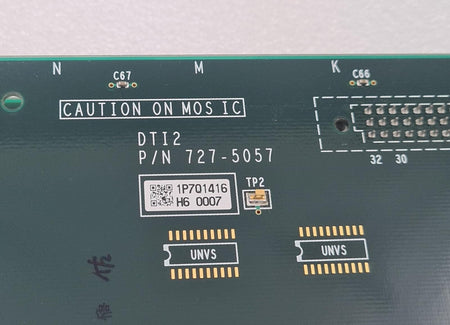 N M K
C67 C66
CAUTION ON MOS IC
DTI2
P/N 727-5057
32 30
1P701416
H6 0007
TP2
UNVS UNVS